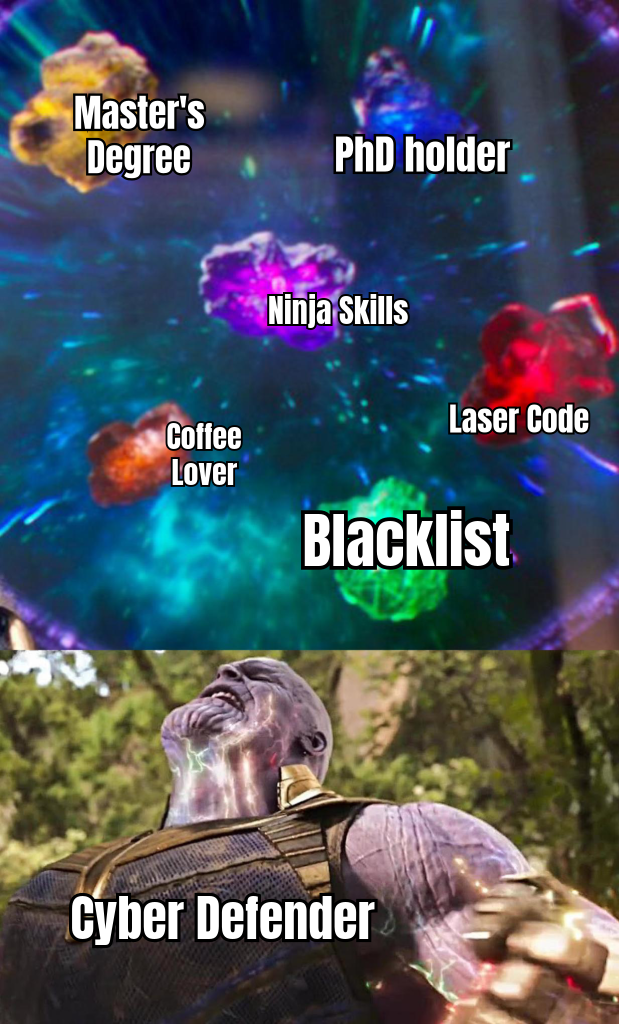 Master's
Degree
PhD holder
Ninja Skills
Laser Code
Coffee
Lover
Blacklist
Cyber Defender